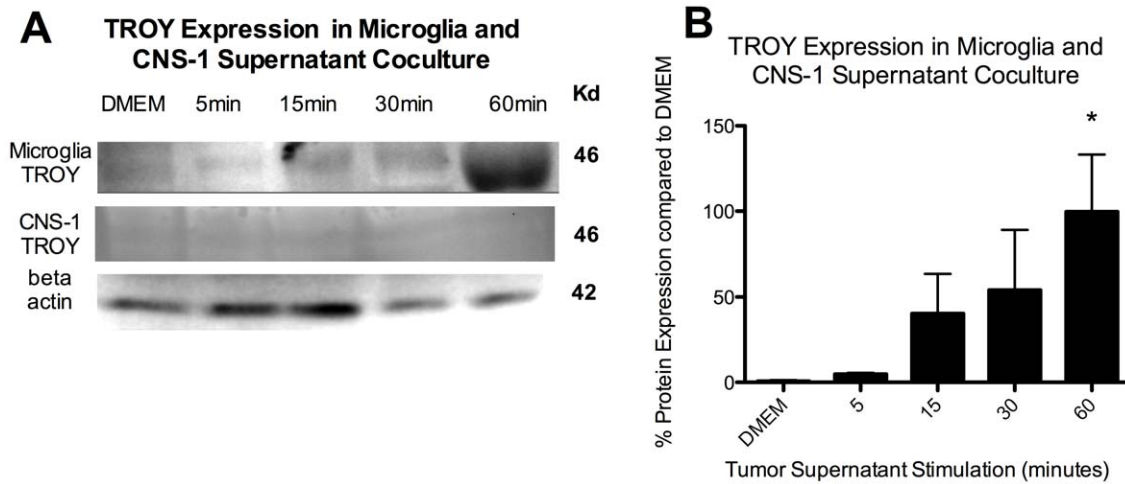 A
TROY Expression in Microglia and
CNS-1 Supernatant Coculture
DMEM 5min 15min 30min 60min Kd
Microglia
TROY
46
CNS-1
TROY
46
beta
actin
42
B
TROY Expression in Microglia and
CNS-1 Supernatant Coculture
% Protein Expression compared to DMEM
150
100
50
0
*
DMEM 5 15 30 60
Tumor Supernatant Stimulation (minutes)